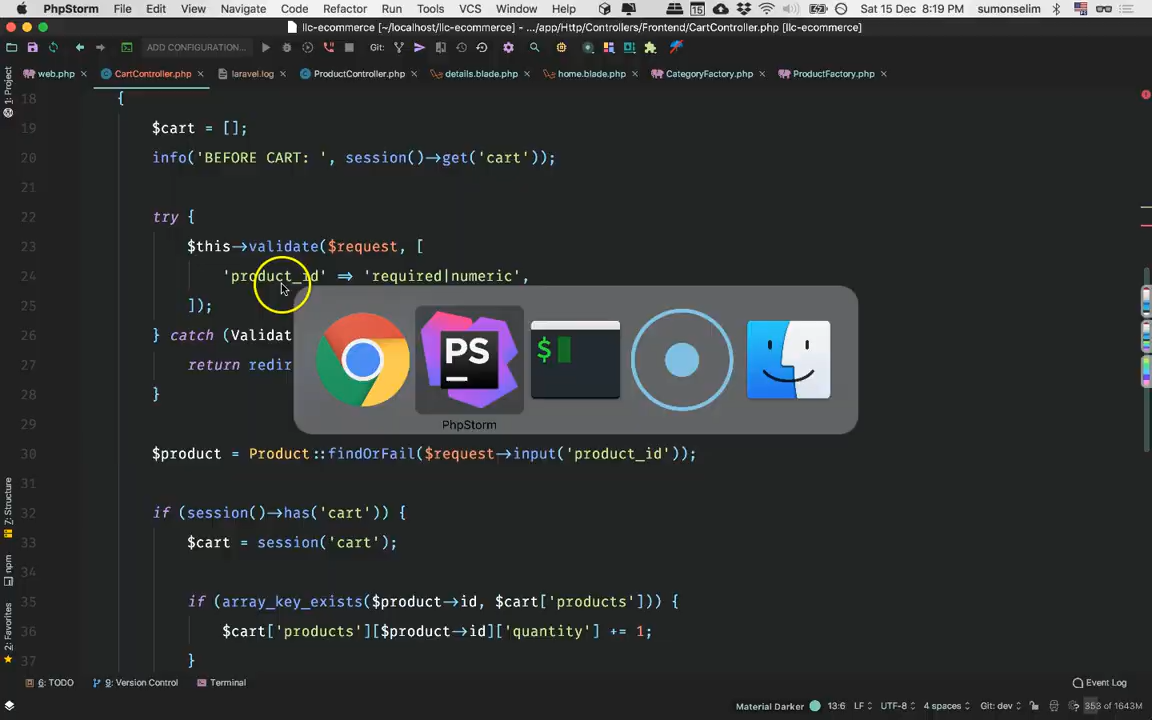 PhpStorm File Edit View Navigate Code Refactor Run Tools VCS Window Help 15 Sat 15 Dec 8:19 PM sumonselim
llc-ecommerce [~/localhost/llc-ecommerce] - .../app/Http/Controllers/Frontend/CartController.php [llc-ecommerce]
ADD CONFIGURATION... Git:
web.php CartController.php laravel.log ProductController.php details.blade.php home.blade.php CategoryFactory.php ProductFactory.php
1: Project
7: Structure
npm
2: Favorites
18 {
19 $cart = [];
20 info('BEFORE CART: ', session()→get('cart'));
21
22 try {
23 $this→validate($request, [
24 'product_id' ⇒ 'required|numeric',
25 ]);
26 } catch (Validat
27 return redir
28 }
29
30 $product = Product::findOrFail($request→input('product_id'));
31
32 if (session()→has('cart')) {
33 $cart = session('cart');
34
35 if (array_key_exists($product→id, $cart['products'])) {
36 $cart['products'][$product→id]['quantity'] += 1;
37 }
PS
$
PhpStorm
6: TODO 9: Version Control Terminal Event Log
Material Darker 13:6 LF UTF-8 4 spaces Git: dev 353 of 1643M